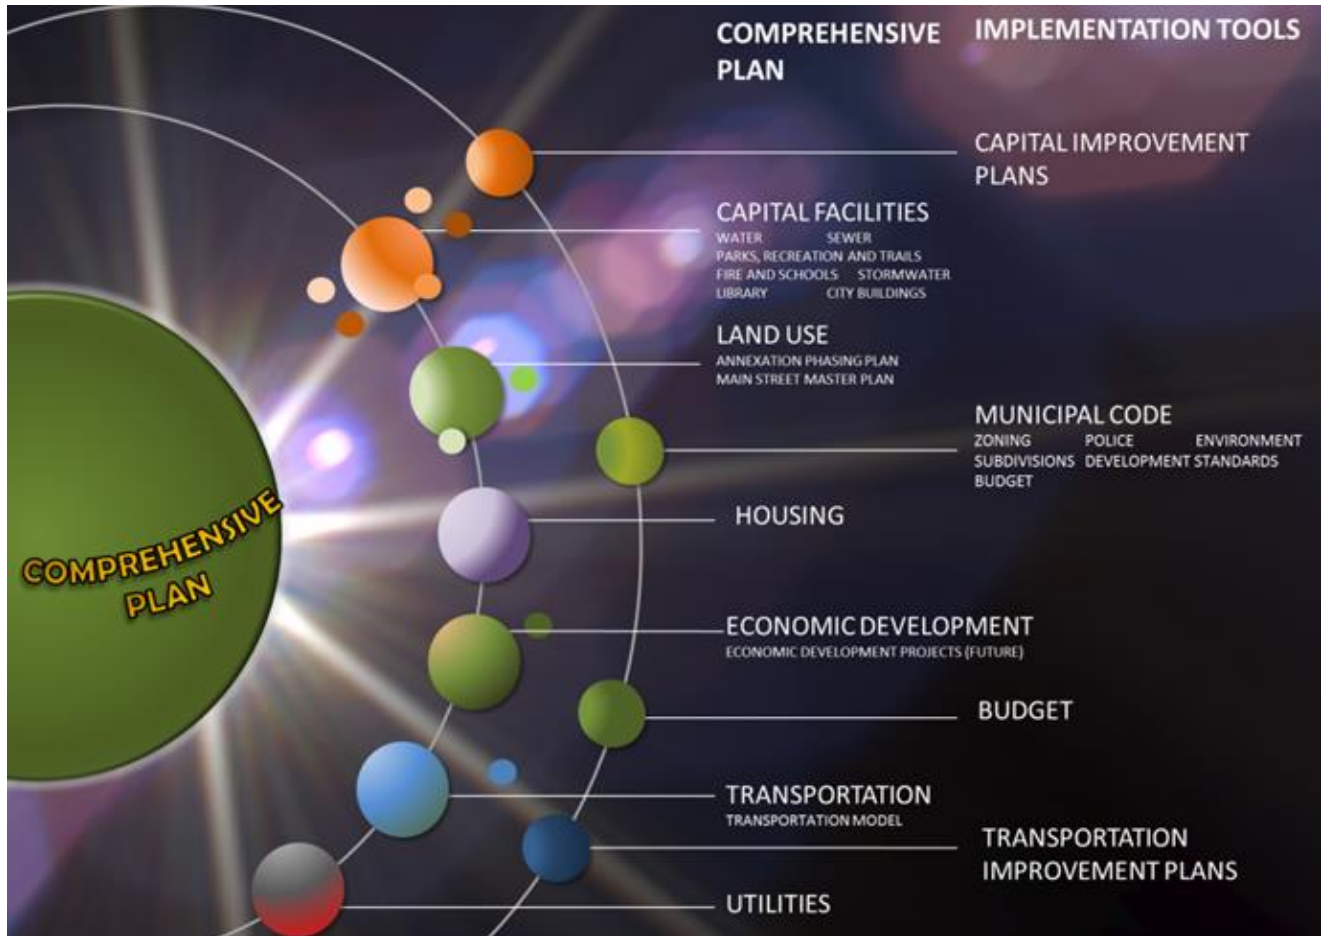 COMPREHENSIVE
PLAN
IMPLEMENTATION TOOLS
CAPITAL IMPROVEMENT
PLANS
CAPITAL FACILITIES
WATER SEWER
PARKS, RECREATION AND TRAILS
FIRE AND SCHOOLS STORMWATER
LIBRARY CITY BUILDINGS
LAND USE
ANNEXATION PHASING PLAN
MAIN STREET MASTER PLAN
MUNICIPAL CODE
ZONING POLICE ENVIRONMENT
SUBDIVISIONS DEVELOPMENT STANDARDS
BUDGET
HOUSING
COMPREHENSIVE
PLAN
ECONOMIC DEVELOPMENT
ECONOMIC DEVELOPMENT PROJECTS (FUTURE)
BUDGET
TRANSPORTATION
TRANSPORTATION MODEL
TRANSPORTATION
IMPROVEMENT PLANS
UTILITIES